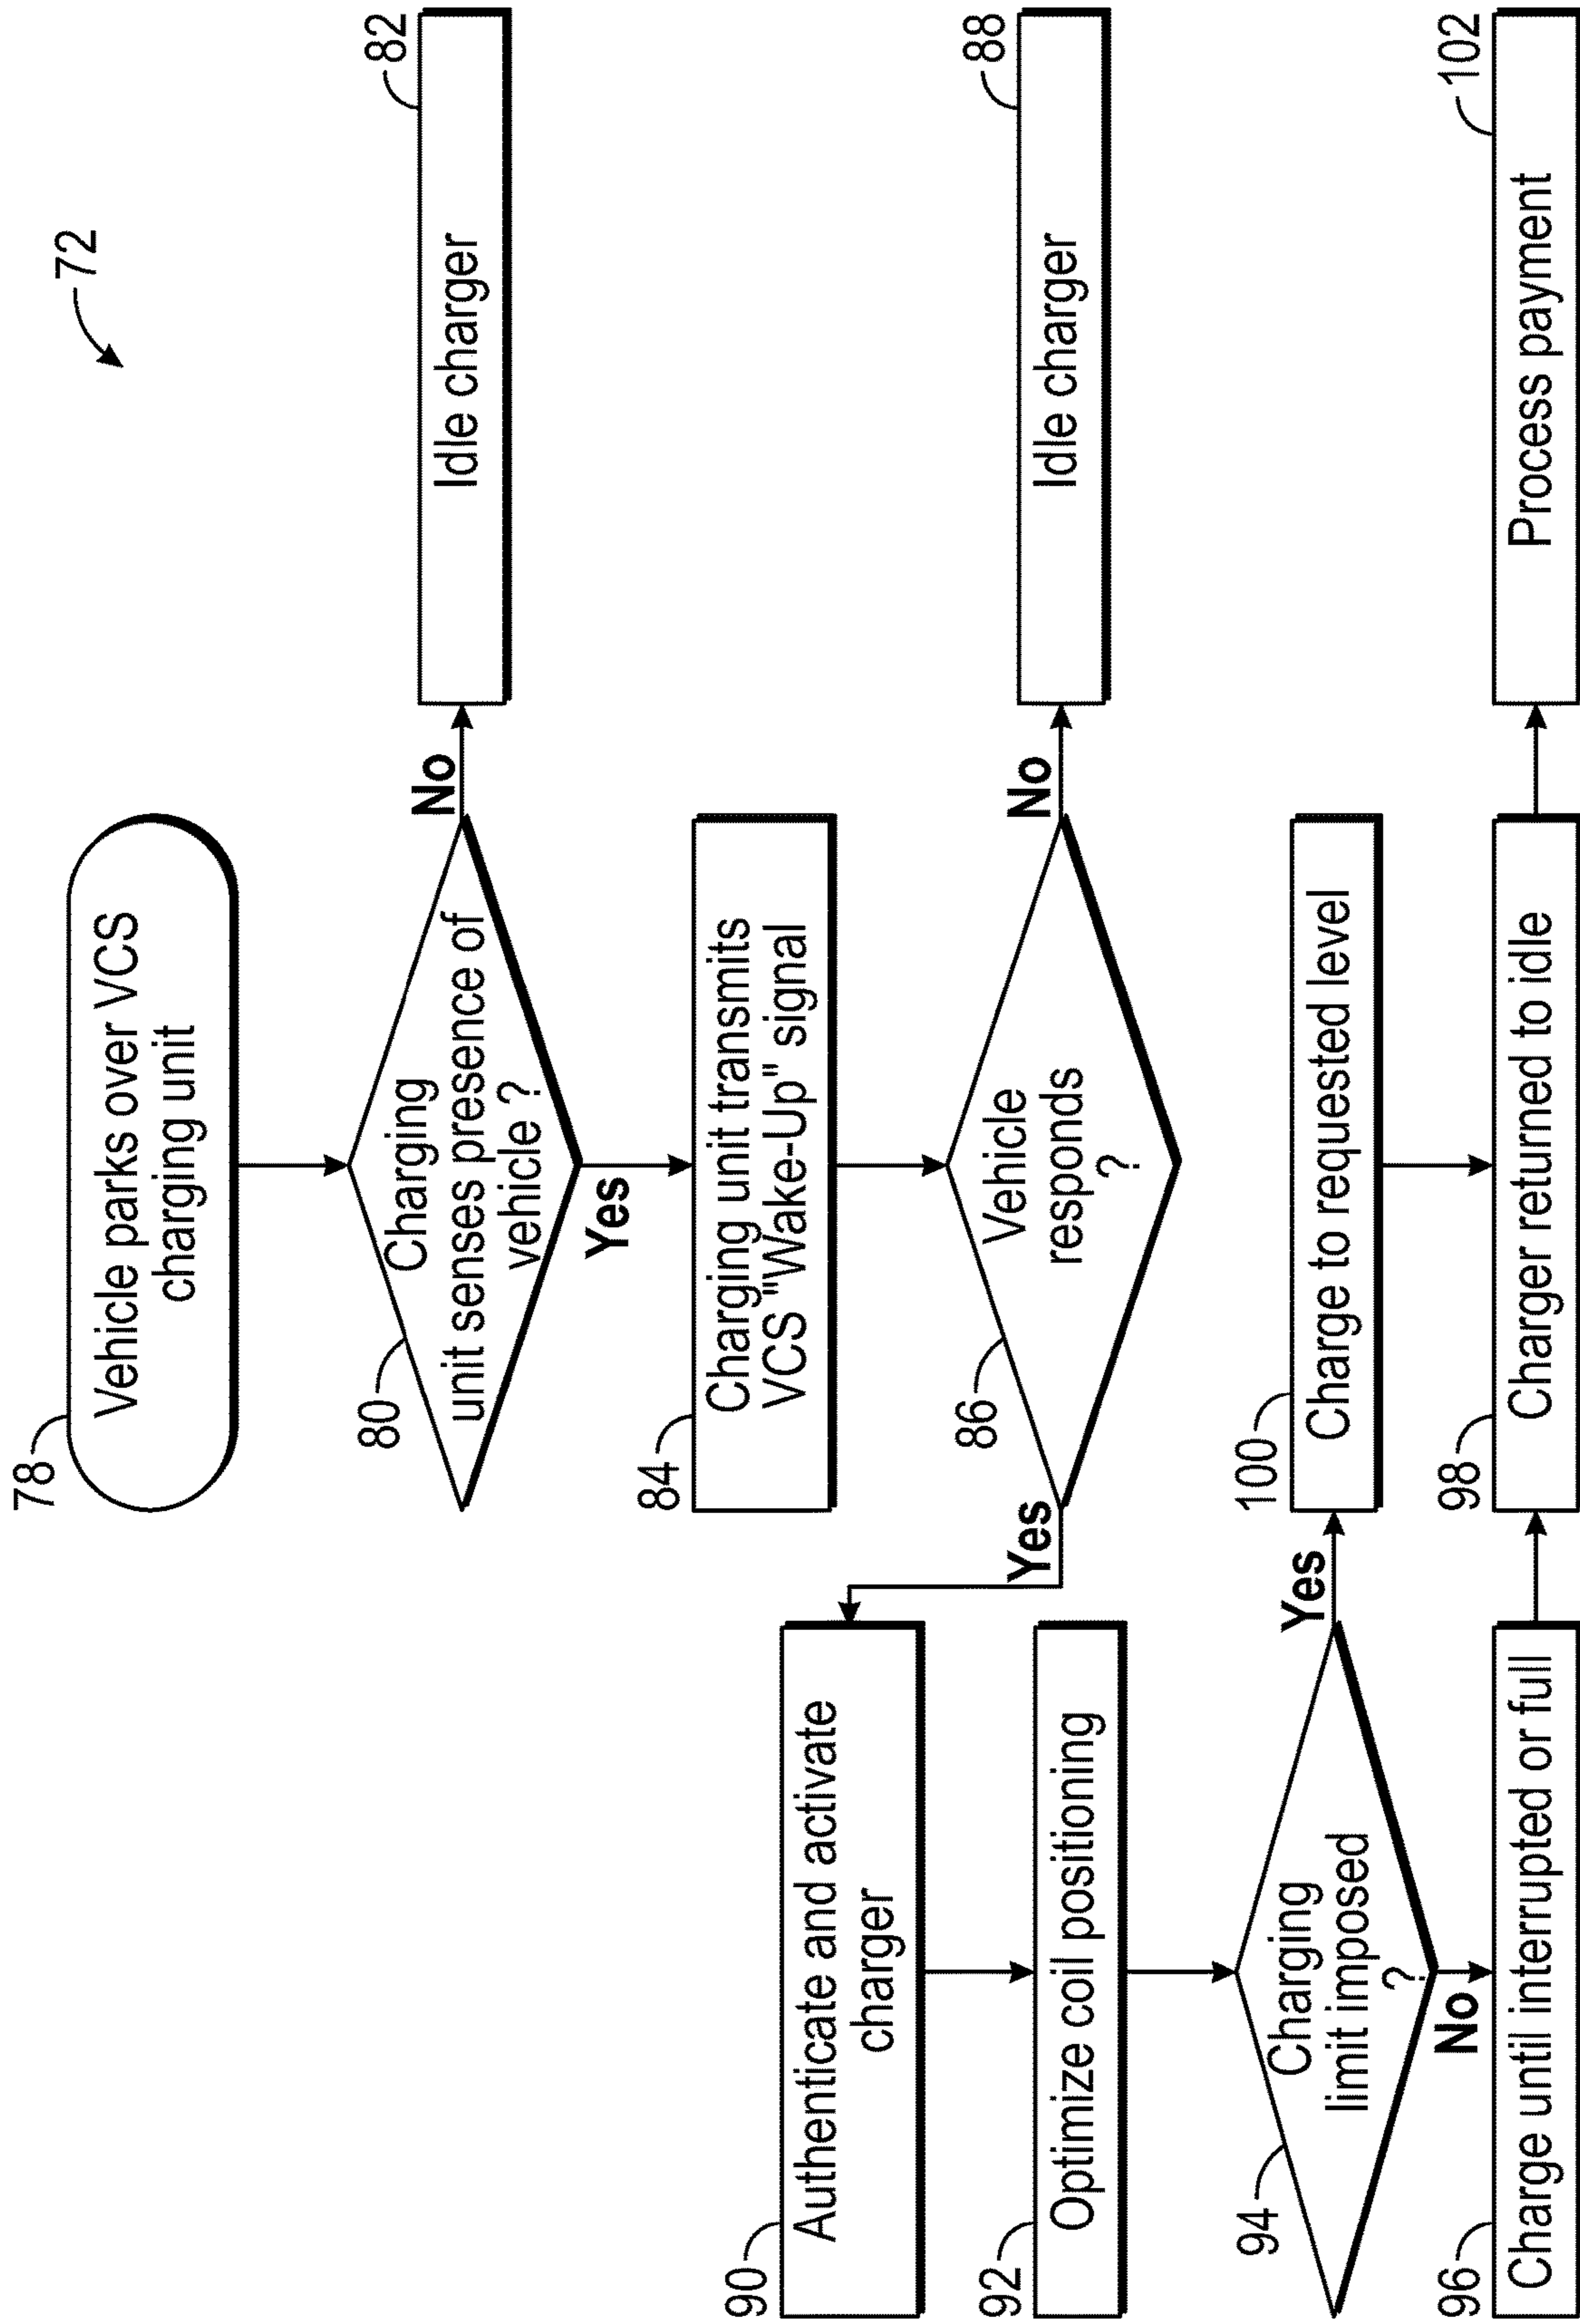 72
78
Vehicle parks over VCS
charging unit
80
Charging
unit senses presence of
vehicle ?
No
82
Idle charger
Yes
84
Charging unit transmits
VCS "Wake-Up" signal
86
Vehicle
responds
?
No
88
Idle charger
Yes
90
Authenticate and activate
charger
92
Optimize coil positioning
94
Charging
limit imposed
?
Yes
100
Charge to requested level
No
96
Charge until interrupted or full
98
Charger returned to idle
102
Process payment